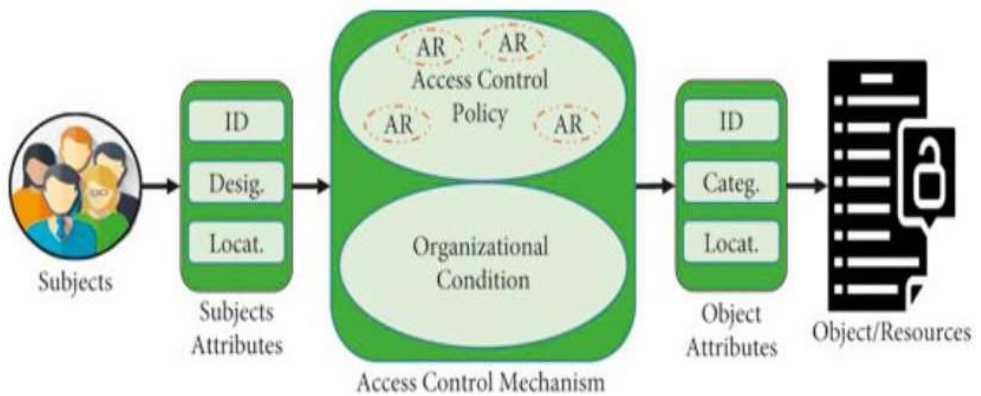 Subjects
ID
Desig.
Locat.
Subjects
Attributes
AR
AR
Access Control
Policy
AR
AR
Organizational
Condition
Access Control Mechanism
ID
Categ.
Locat.
Object
Attributes
Object/Resources